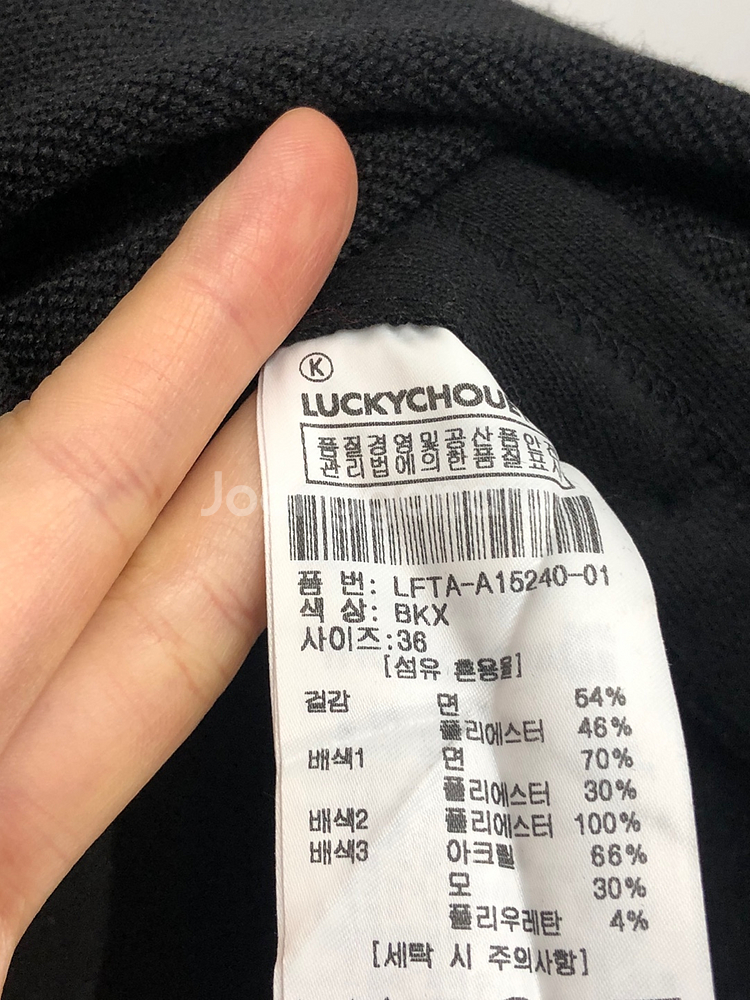 K
LUCKYCHOU
품질경영및공산품안
관리법에의한품질표시
품 번: LFTA-A15240-01
색 상: BKX
사이즈:36
[섬유 혼용율]
겉감 면 54%
폴리에스터 46%
배색1 면 70%
폴리에스터 30%
배색2 폴리에스터 100%
배색3 아크릴 66%
모 30%
폴리우레탄 4%
[세탁 시 주의사항]